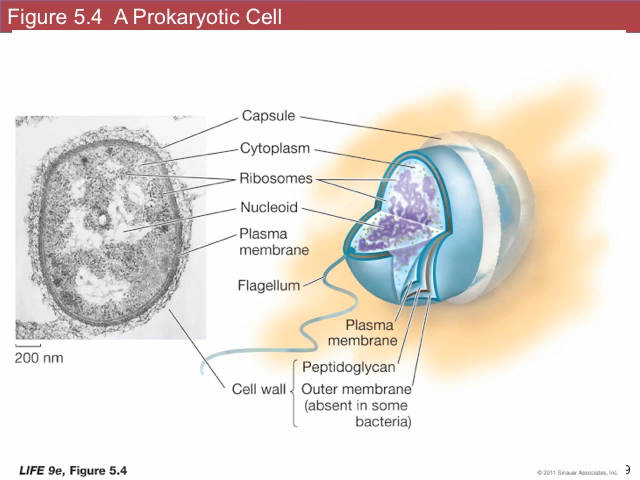 Figure 5.4 A Prokaryotic Cell
Capsule
Cytoplasm
Ribosomes
Nucleoid
Plasma
membrane
Flagellum
200 nm
Plasma
membrane
Peptidoglycan
Cell wall
Outer membrane
(absent in some
bacteria)
LIFE 9e, Figure 5.4
© 2011 Sinauer Associates, Inc.
9